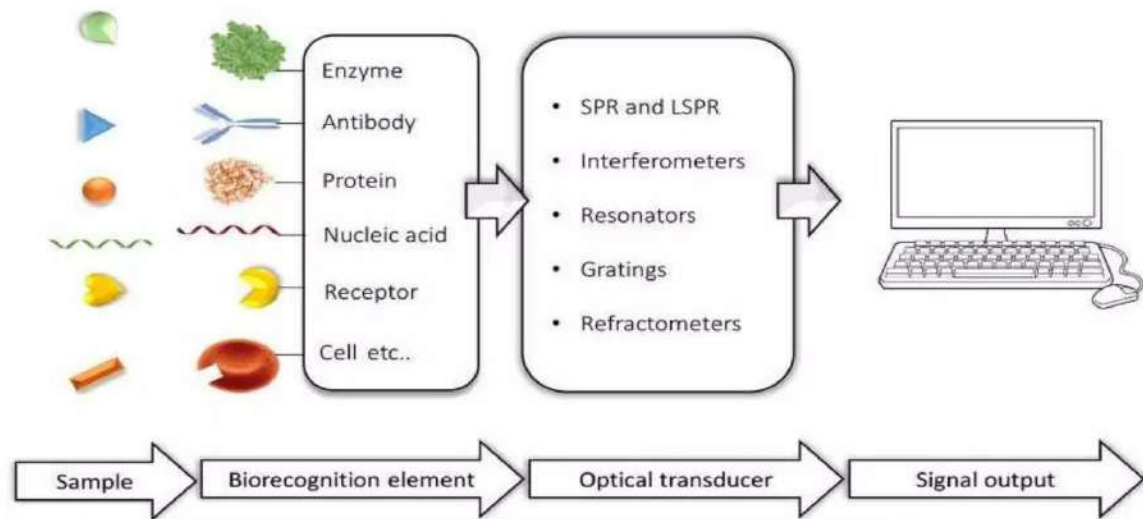 Enzyme
Antibody
Protein
Nucleic acid
Receptor
Cell etc..
• SPR and LSPR
• Interferometers
• Resonators
• Gratings
• Refractometers
Sample
Biorecognition element
Optical transducer
Signal output